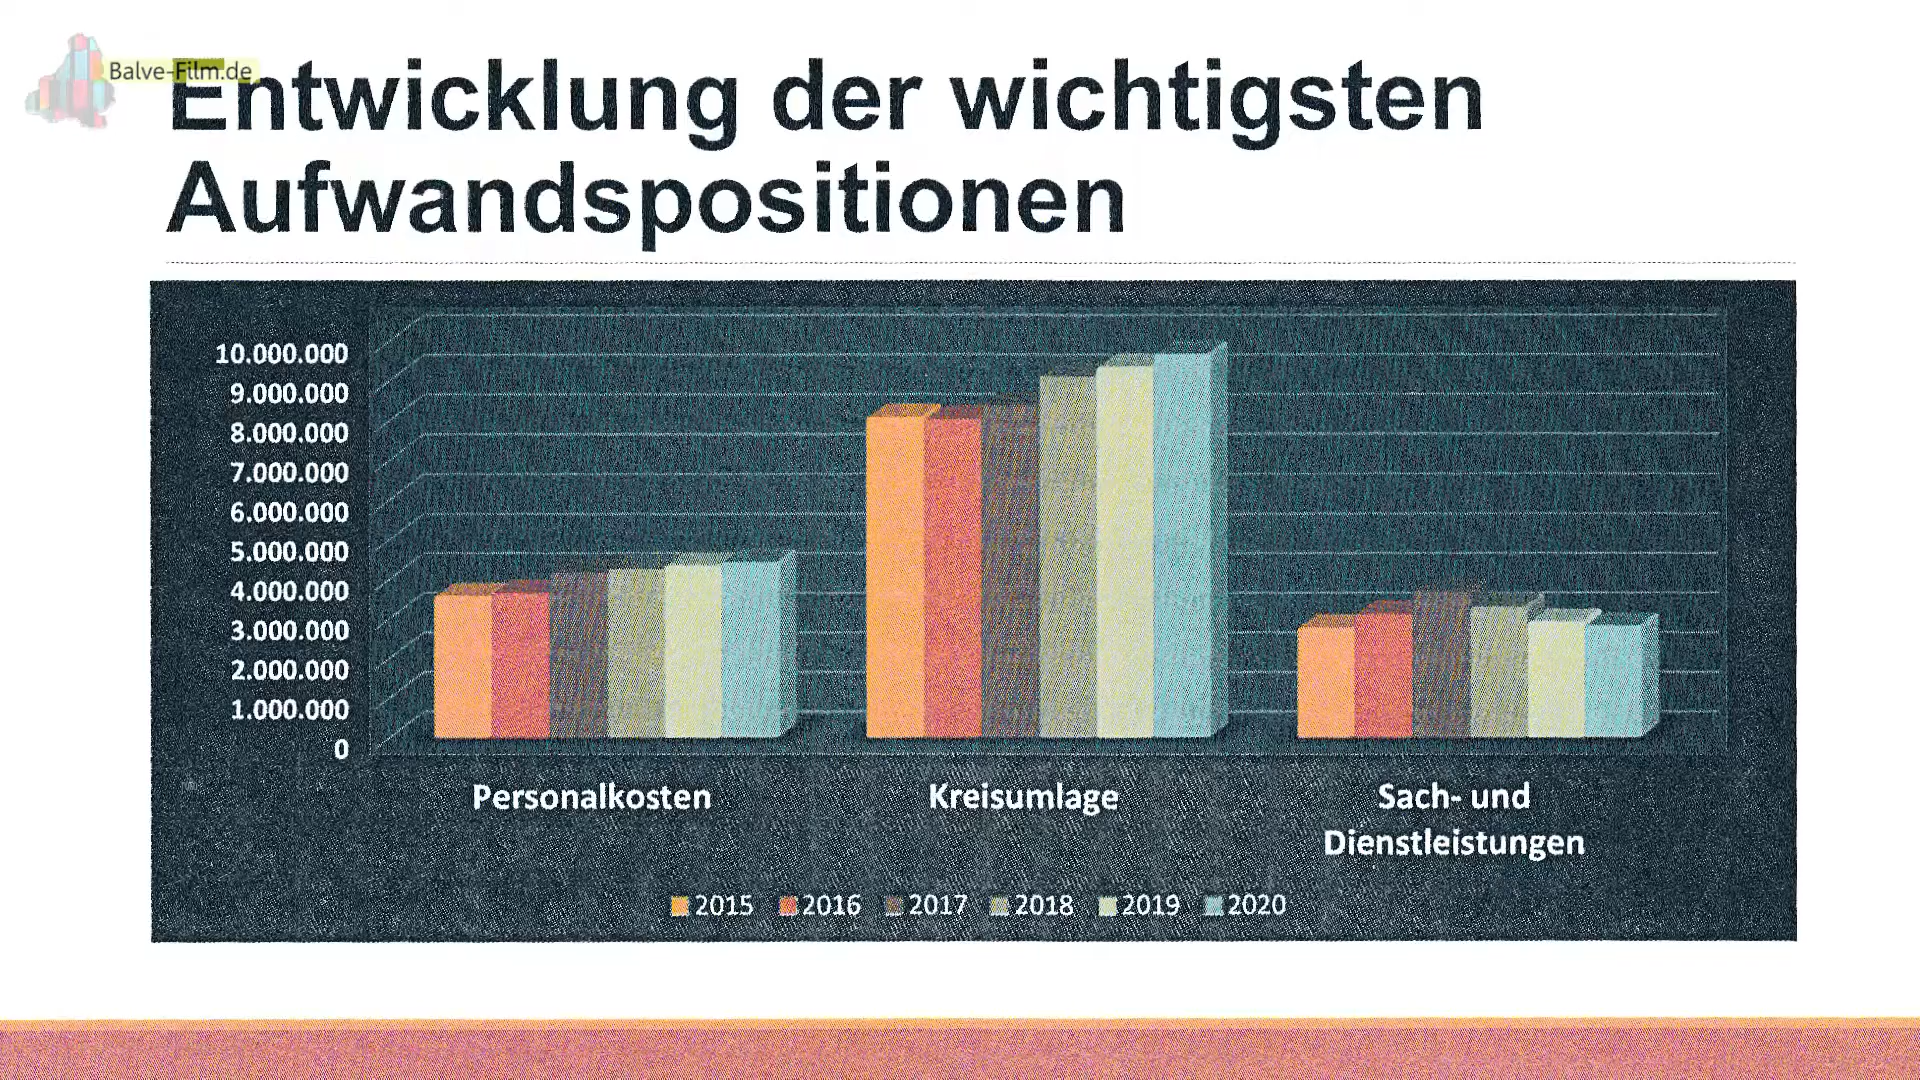 Balve-Film.de
Entwicklung der wichtigsten
Aufwandspositionen
10.000.000
9.000.000
8.000.000
7.000.000
6.000.000
5.000.000
4.000.000
3.000.000
2.000.000
1.000.000
0
Personalkosten
Kreisumlage
Sach- und
Dienstleistungen
2015 2016 2017 2018 2019 2020